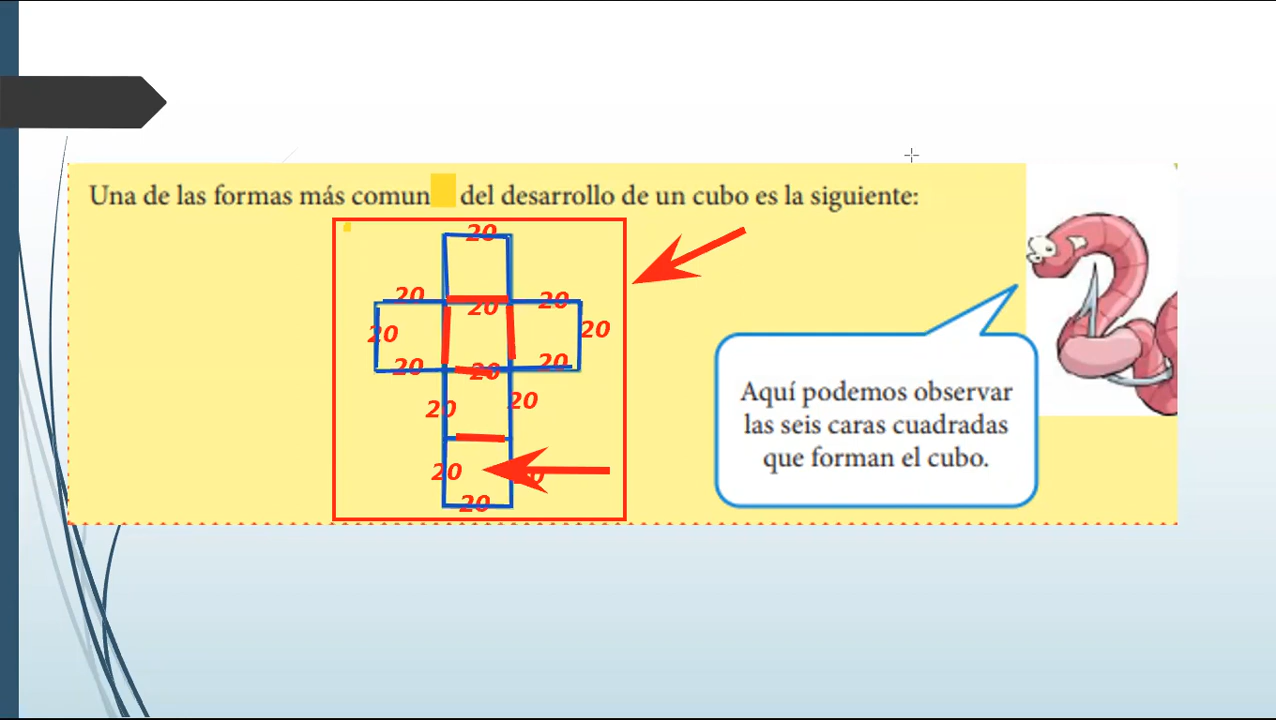 Una de las formas más comun del desarrollo de un cubo es la siguiente:
20
20 20 20
20 20
20 20 20
20 20
20
20
Aquí podemos observar
las seis caras cuadradas
que forman el cubo.